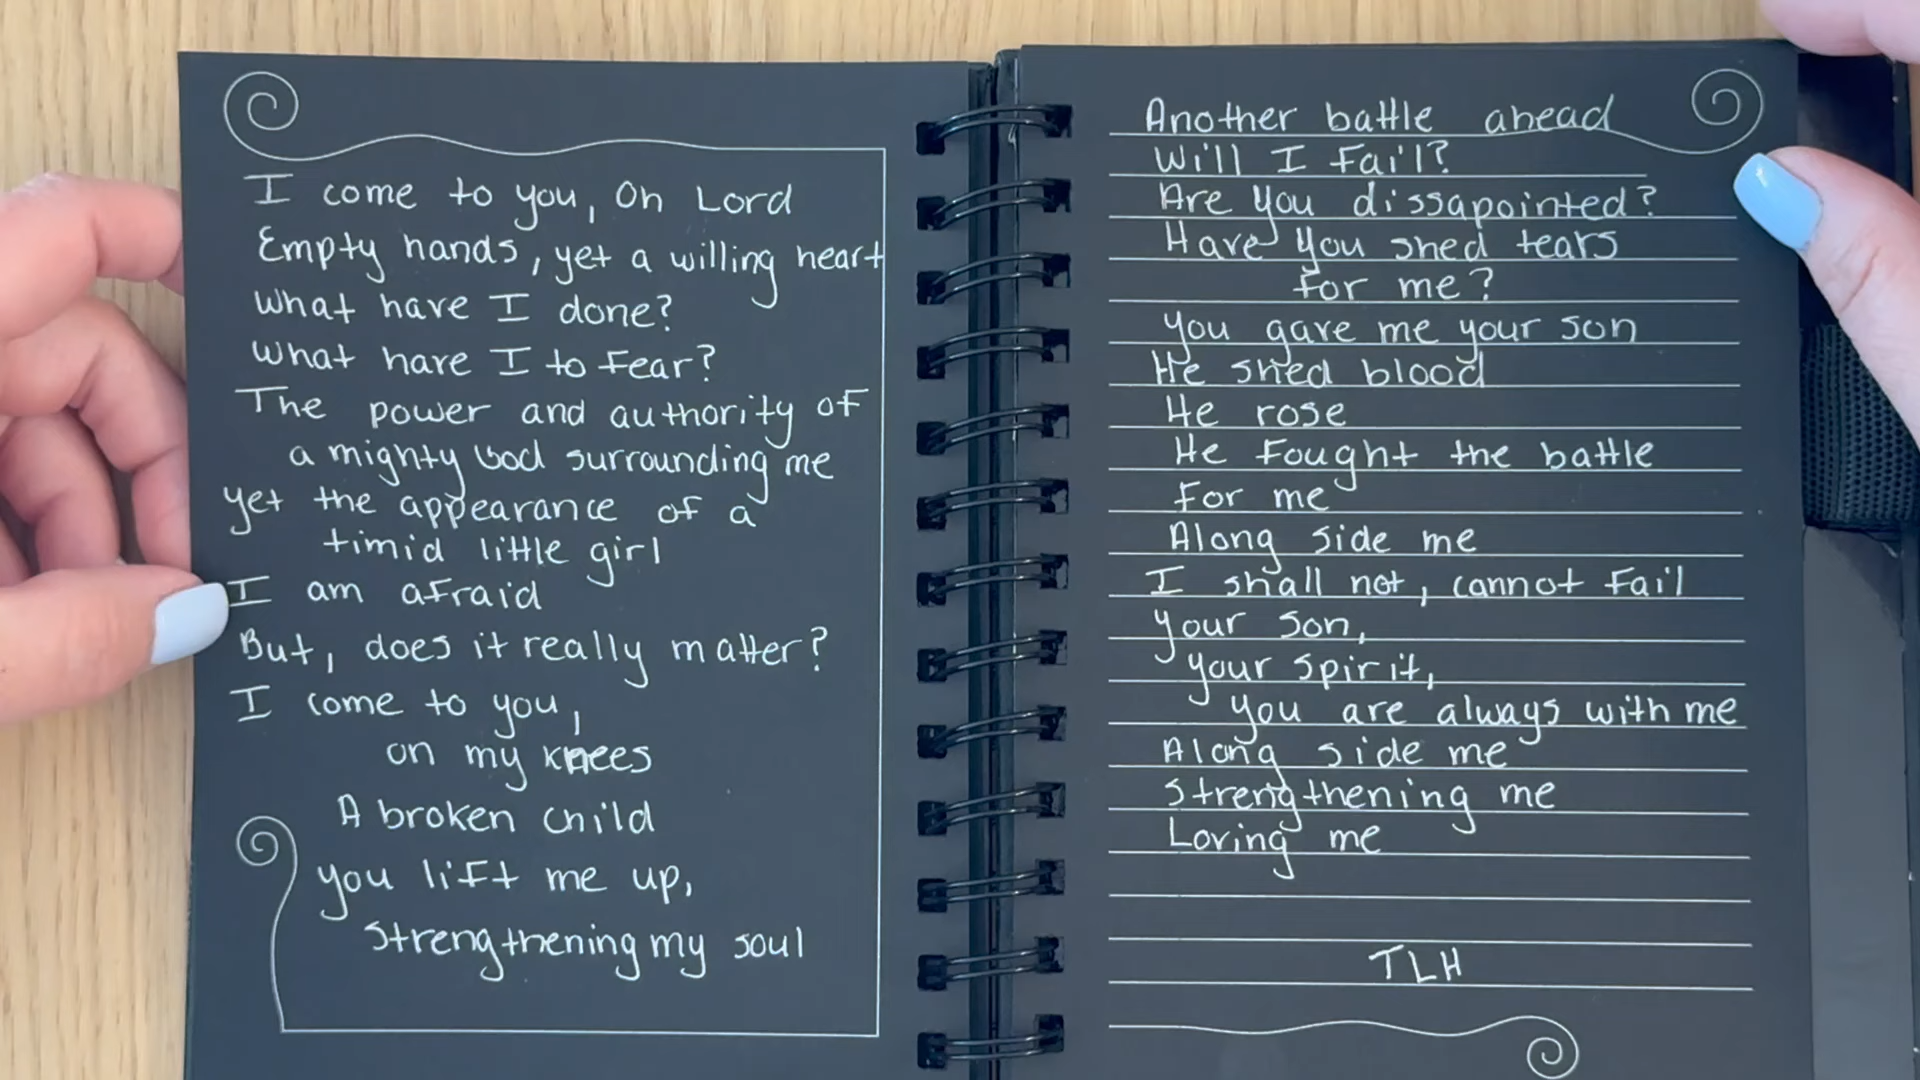 I come to you, Oh Lord
Empty hands, yet a willing heart
What have I done?
What have I to fear?
The power and authority of
a mighty God surrounding me
yet the appearance of a
timid little girl
I am afraid
But, does it really matter?
I come to you,
on my knees
A broken child
you lift me up,
Strengthening my soul
Another battle ahead
Will I fail?
Are you dissapointed?
Have you shed tears
for me?
you gave me your son
He shed blood
He rose
He fought the battle
for me
Along side me
I shall not, cannot fail
your son,
your spirit,
you are always with me
Along side me
Strengthening me
Loving me
TLH